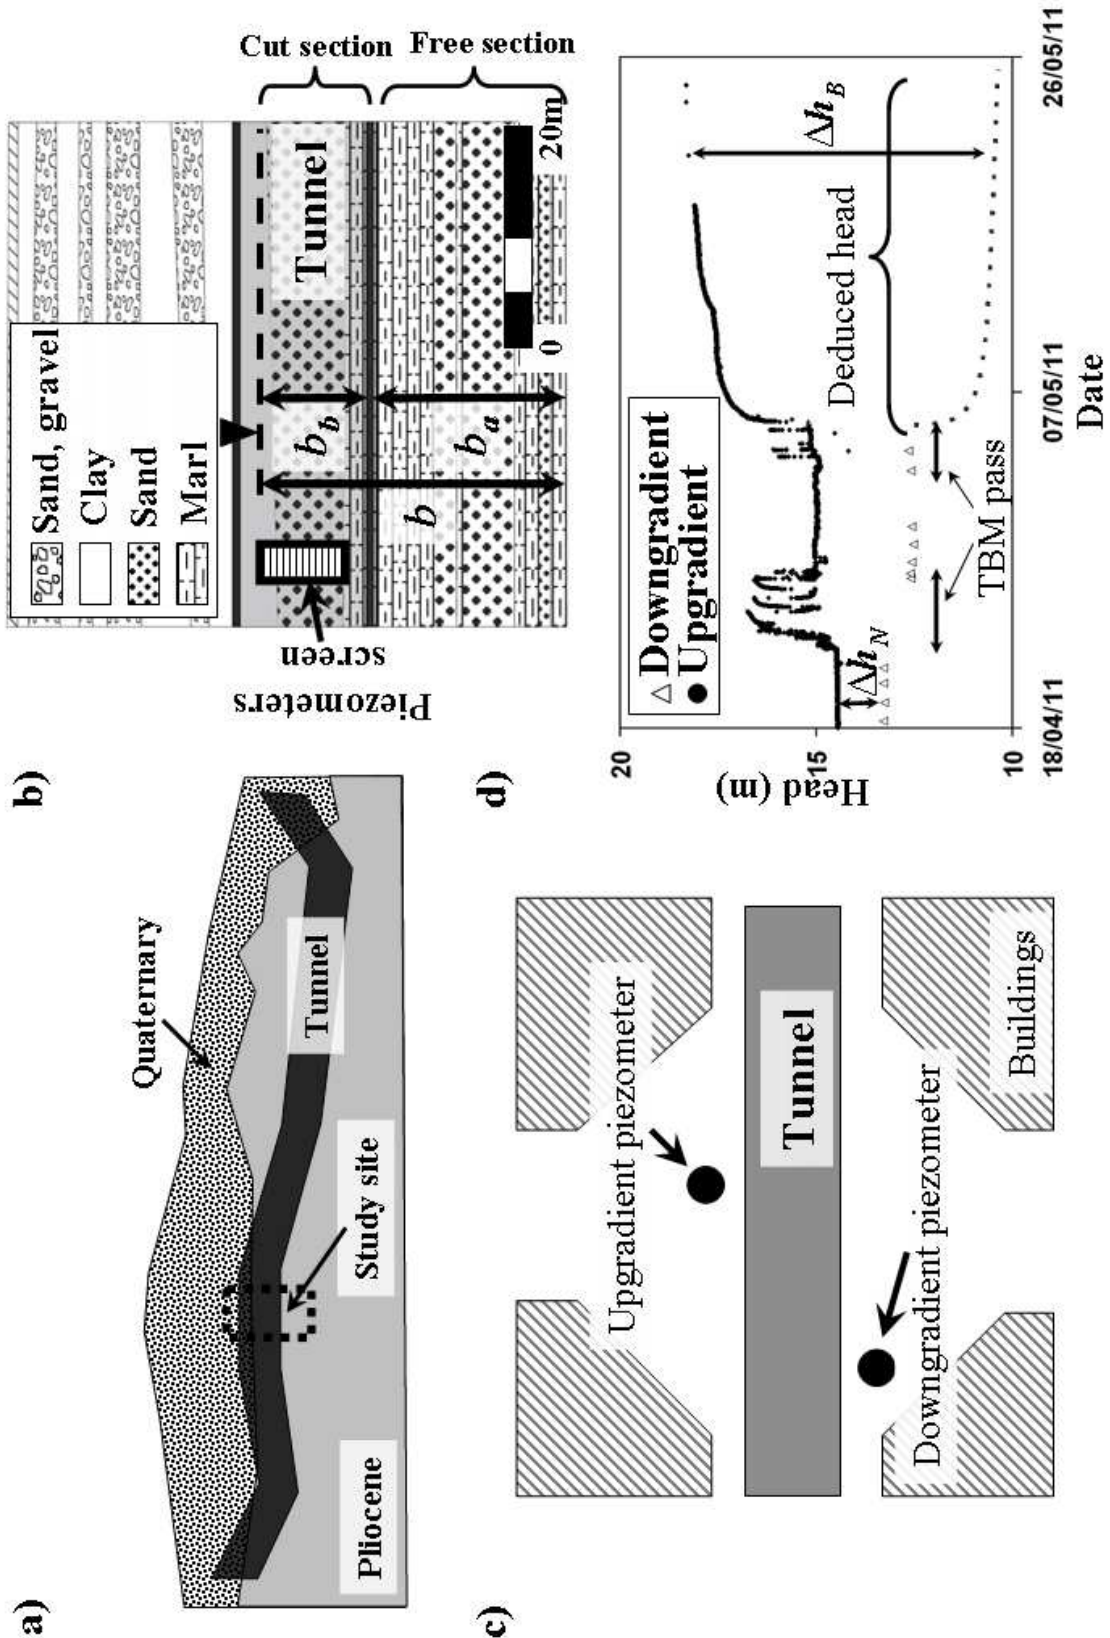 a)
Quaternary
Tunnel
Study site
Pliocene
b)
Sand, gravel
Clay
Sand
Marl
Cut section
Free section
Tunnel
b_b
b_a
b
0 20m
Piezometers
screen
c)
Upgradient piezometer
Tunnel
Downgradient piezometer
Buildings
d)
Downgradient
Upgradient
Δh_N
Δh_B
Deduced head
TBM pass
20
15
10
Head (m)
18/04/11 07/05/11 26/05/11
Date